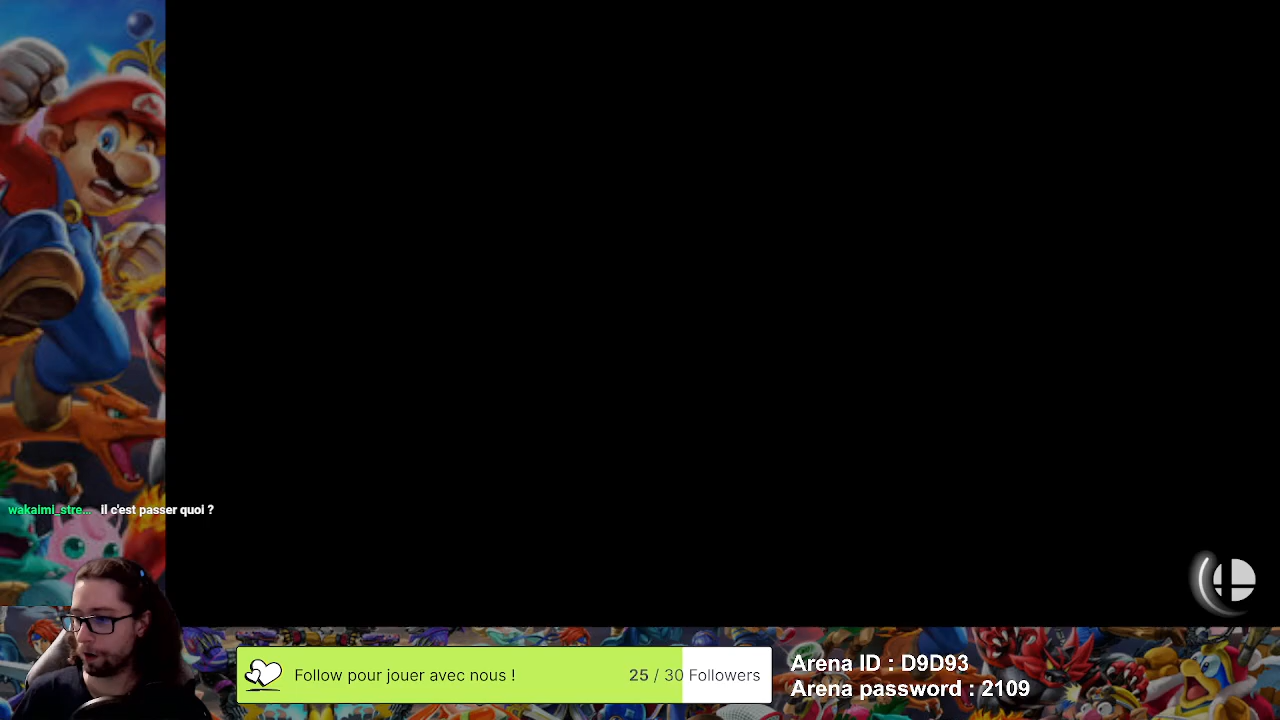 wakaimi_stre... il c'est passer quoi ?
Follow pour jouer avec nous !
25 / 30 Followers
Arena ID : D9D93
Arena password : 2109